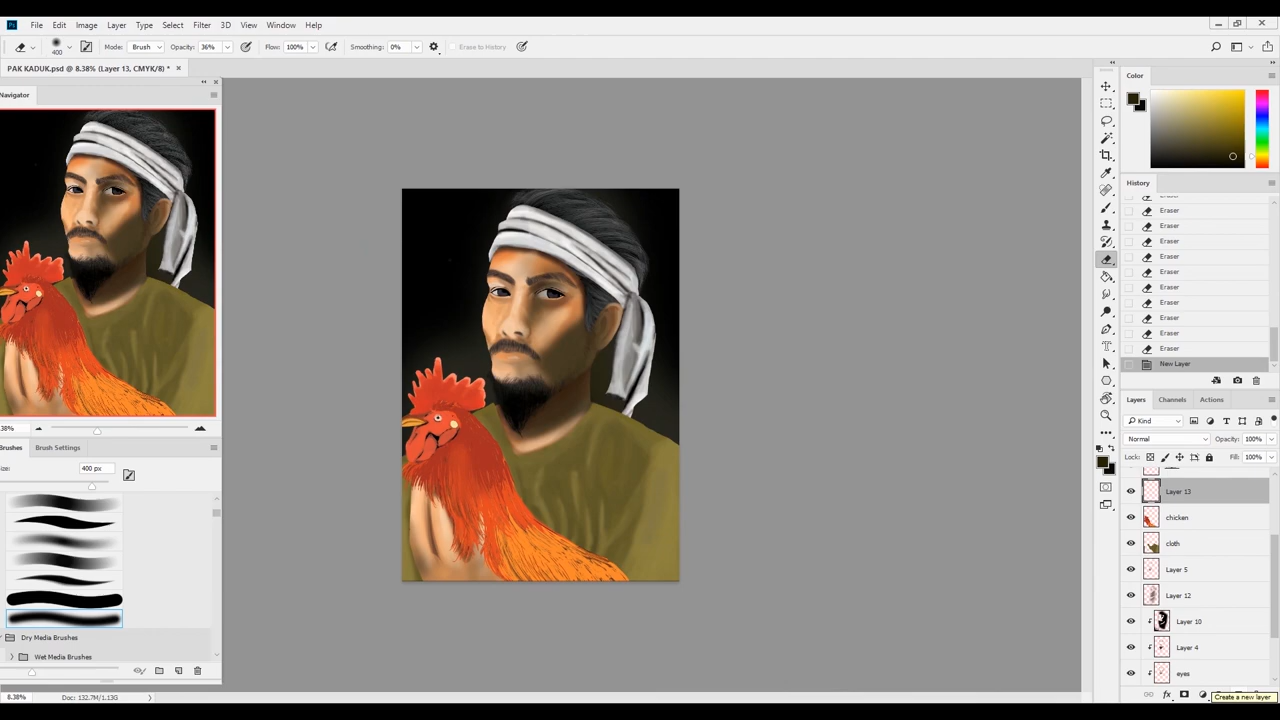 Ps File Edit Image Layer Type Select Filter 3D View Window Help
400 Mode: Brush Opacity: 36% Flow: 100% Smoothing: 0% Erase to History
PAK KADUK.psd @ 8.38% (Layer 13, CMYK/8) * ×
Navigator
38%
Brushes Brush Settings
Size: 400 px
Dry Media Brushes
Wet Media Brushes
8.38% Doc: 132.7M/1.13G
Color
History
Eraser
Eraser
Eraser
Eraser
Eraser
Eraser
Eraser
Eraser
Eraser
Eraser
New Layer
Layers Channels Actions
Kind
Normal Opacity: 100%
Lock: Fill: 100%
Layer 13
chicken
cloth
Layer 5
Layer 12
Layer 10
Layer 4
eyes
fx
Create a new layer